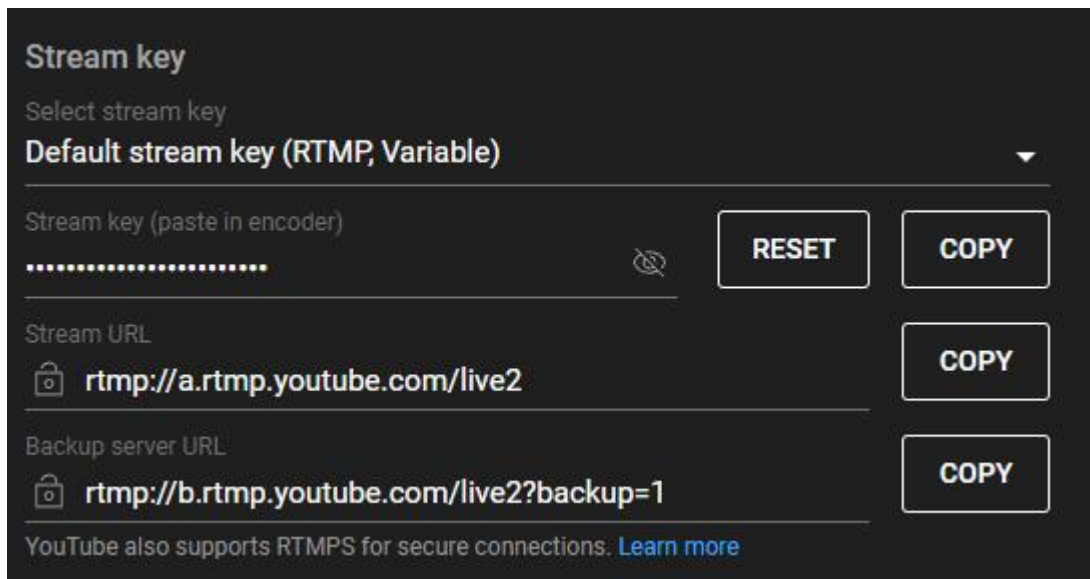 Stream key
Select stream key
Default stream key (RTMP, Variable)
Stream key (paste in encoder)
••••••••••••••••••••••••
RESET
COPY
Stream URL
rtmp://a.rtmp.youtube.com/live2
COPY
Backup server URL
rtmp://b.rtmp.youtube.com/live2?backup=1
COPY
YouTube also supports RTMPS for secure connections. Learn more